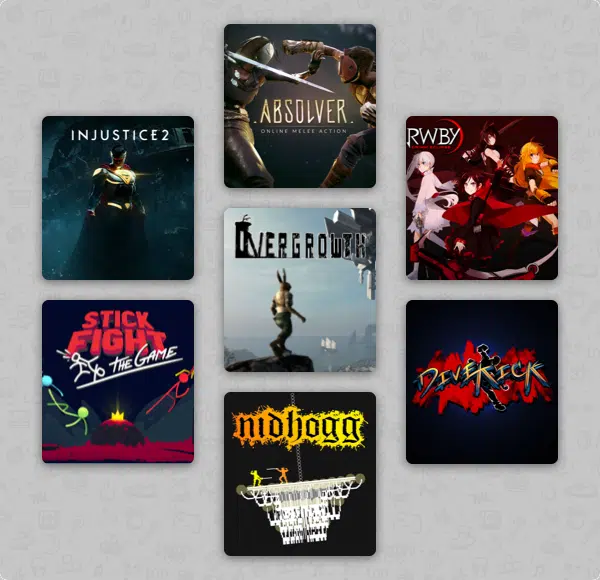 ABSOLVER
ONLINE MELEE ACTION
INJUSTICE 2
RWBY
OVERGROWTH
STICK
FIGHT
THE GAME
DIVEKICK
nidhogg